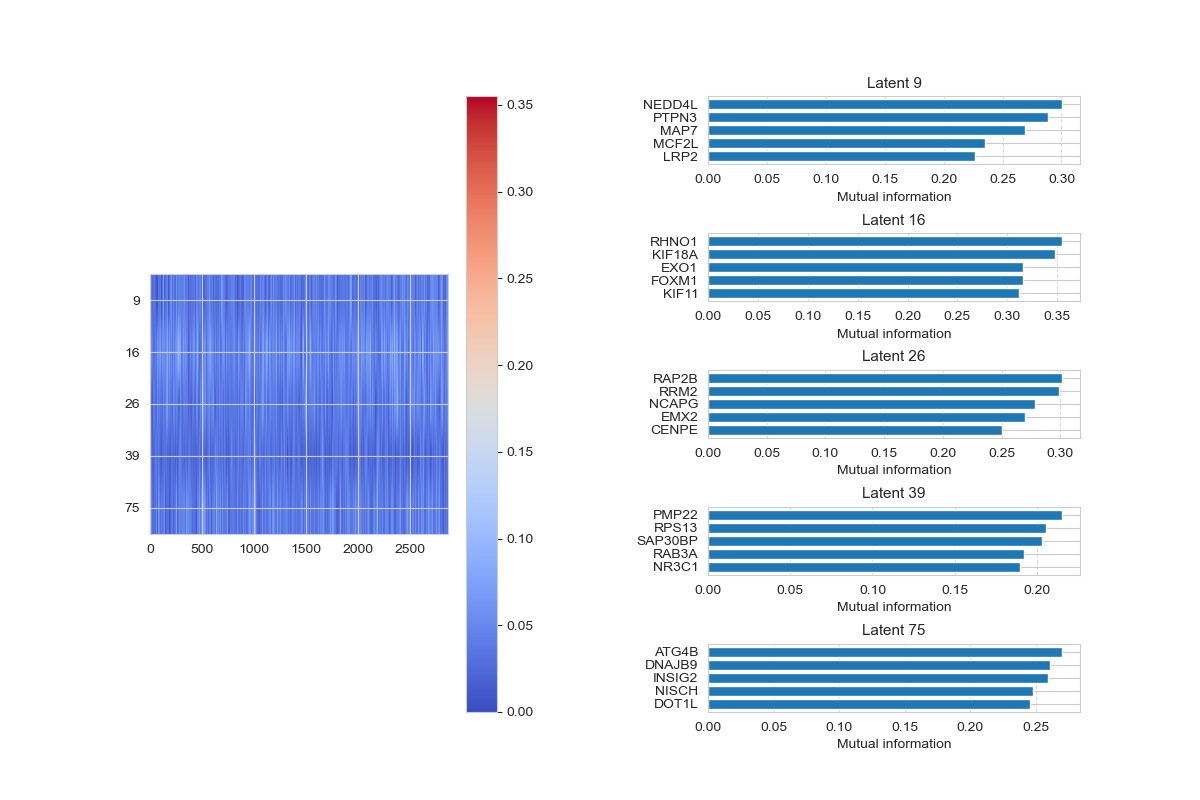 9
16
26
39
75
0 500 1000 1500 2000 2500
0.35
0.30
0.25
0.20
0.15
0.10
0.05
0.00
Latent 9
NEDD4L
PTPN3
MAP7
MCF2L
LRP2
0.00 0.05 0.10 0.15 0.20 0.25 0.30
Mutual information
Latent 16
RHNO1
KIF18A
EXO1
FOXM1
KIF11
0.00 0.05 0.10 0.15 0.20 0.25 0.30 0.35
Mutual information
Latent 26
RAP2B
RRM2
NCAPG
EMX2
CENPE
0.00 0.05 0.10 0.15 0.20 0.25 0.30
Mutual information
Latent 39
PMP22
RPS13
SAP30BP
RAB3A
NR3C1
0.00 0.05 0.10 0.15 0.20
Mutual information
Latent 75
ATG4B
DNAJB9
INSIG2
NISCH
DOT1L
0.00 0.05 0.10 0.15 0.20 0.25
Mutual information